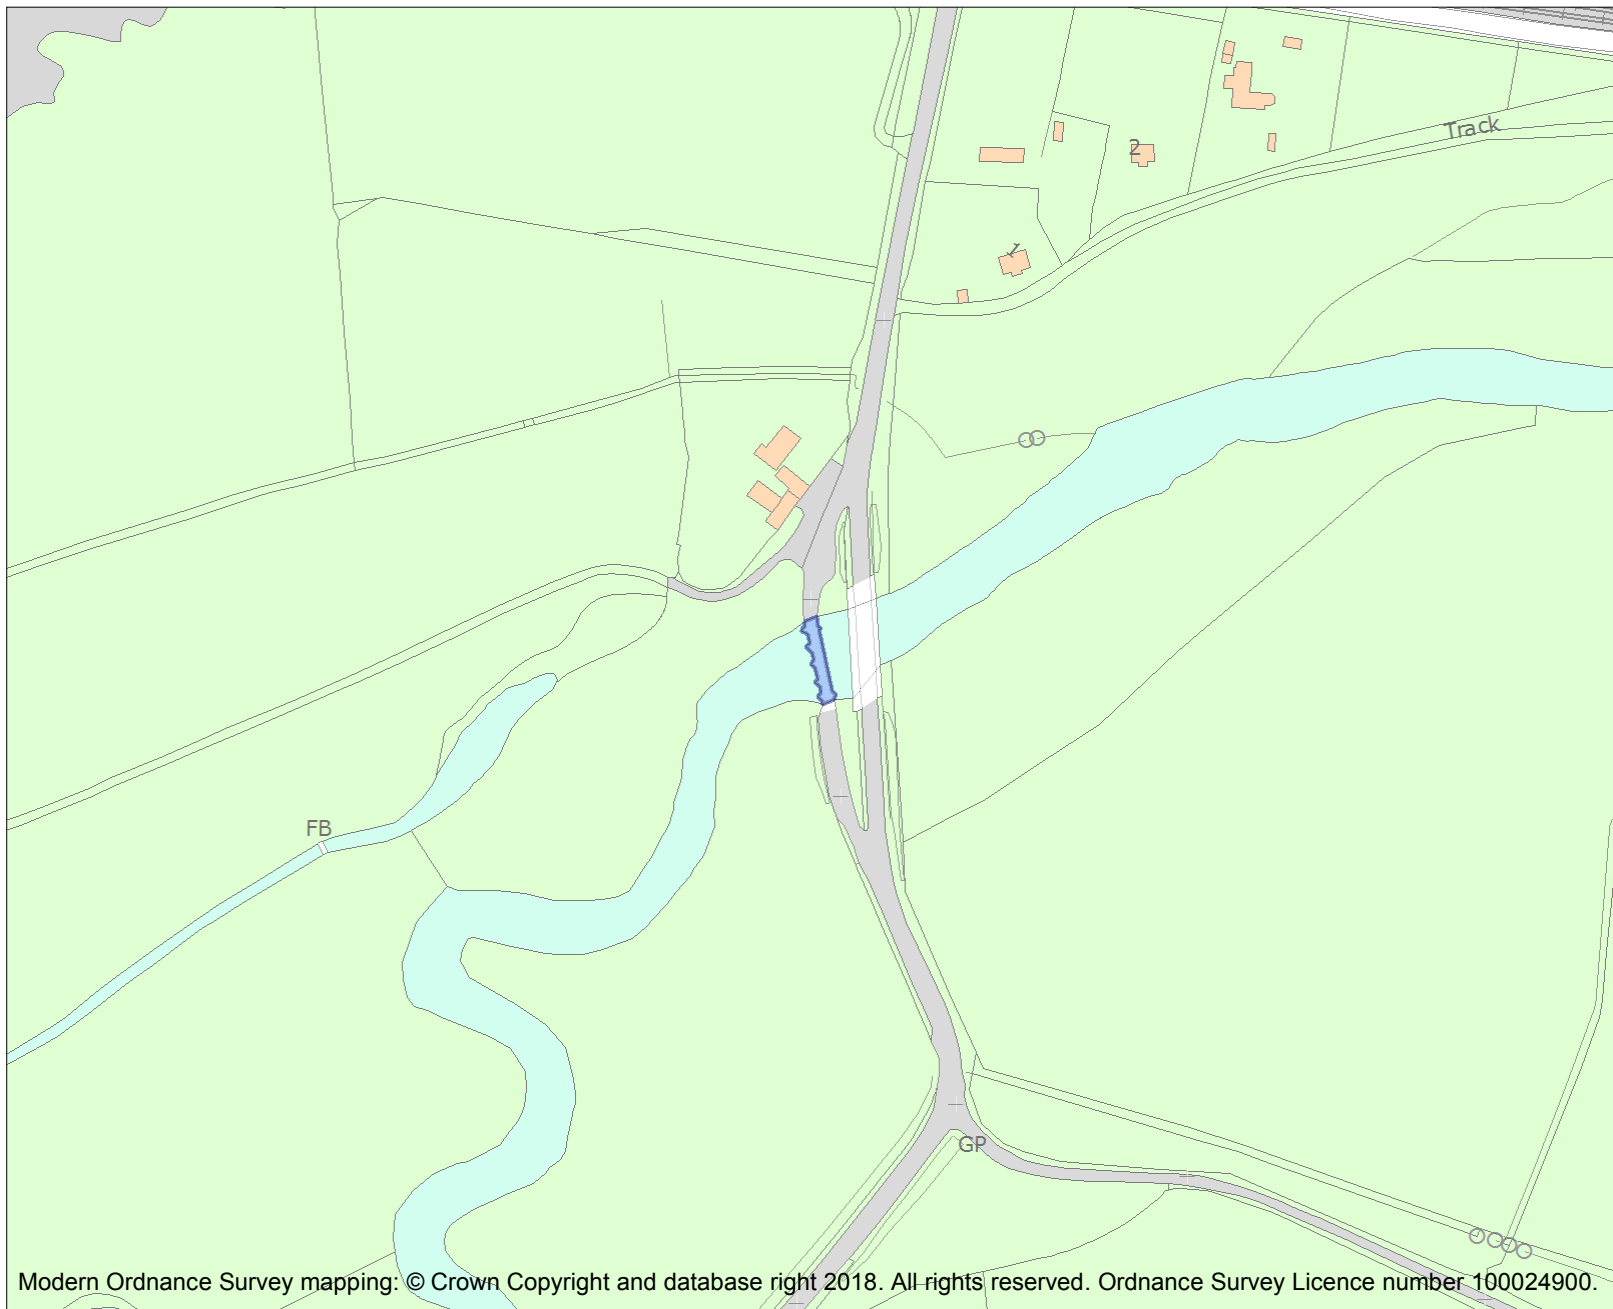 Track
2
1
FB
GP
Modern Ordnance Survey mapping: © Crown Copyright and database right 2018. All rights reserved. Ordnance Survey Licence number 100024900.